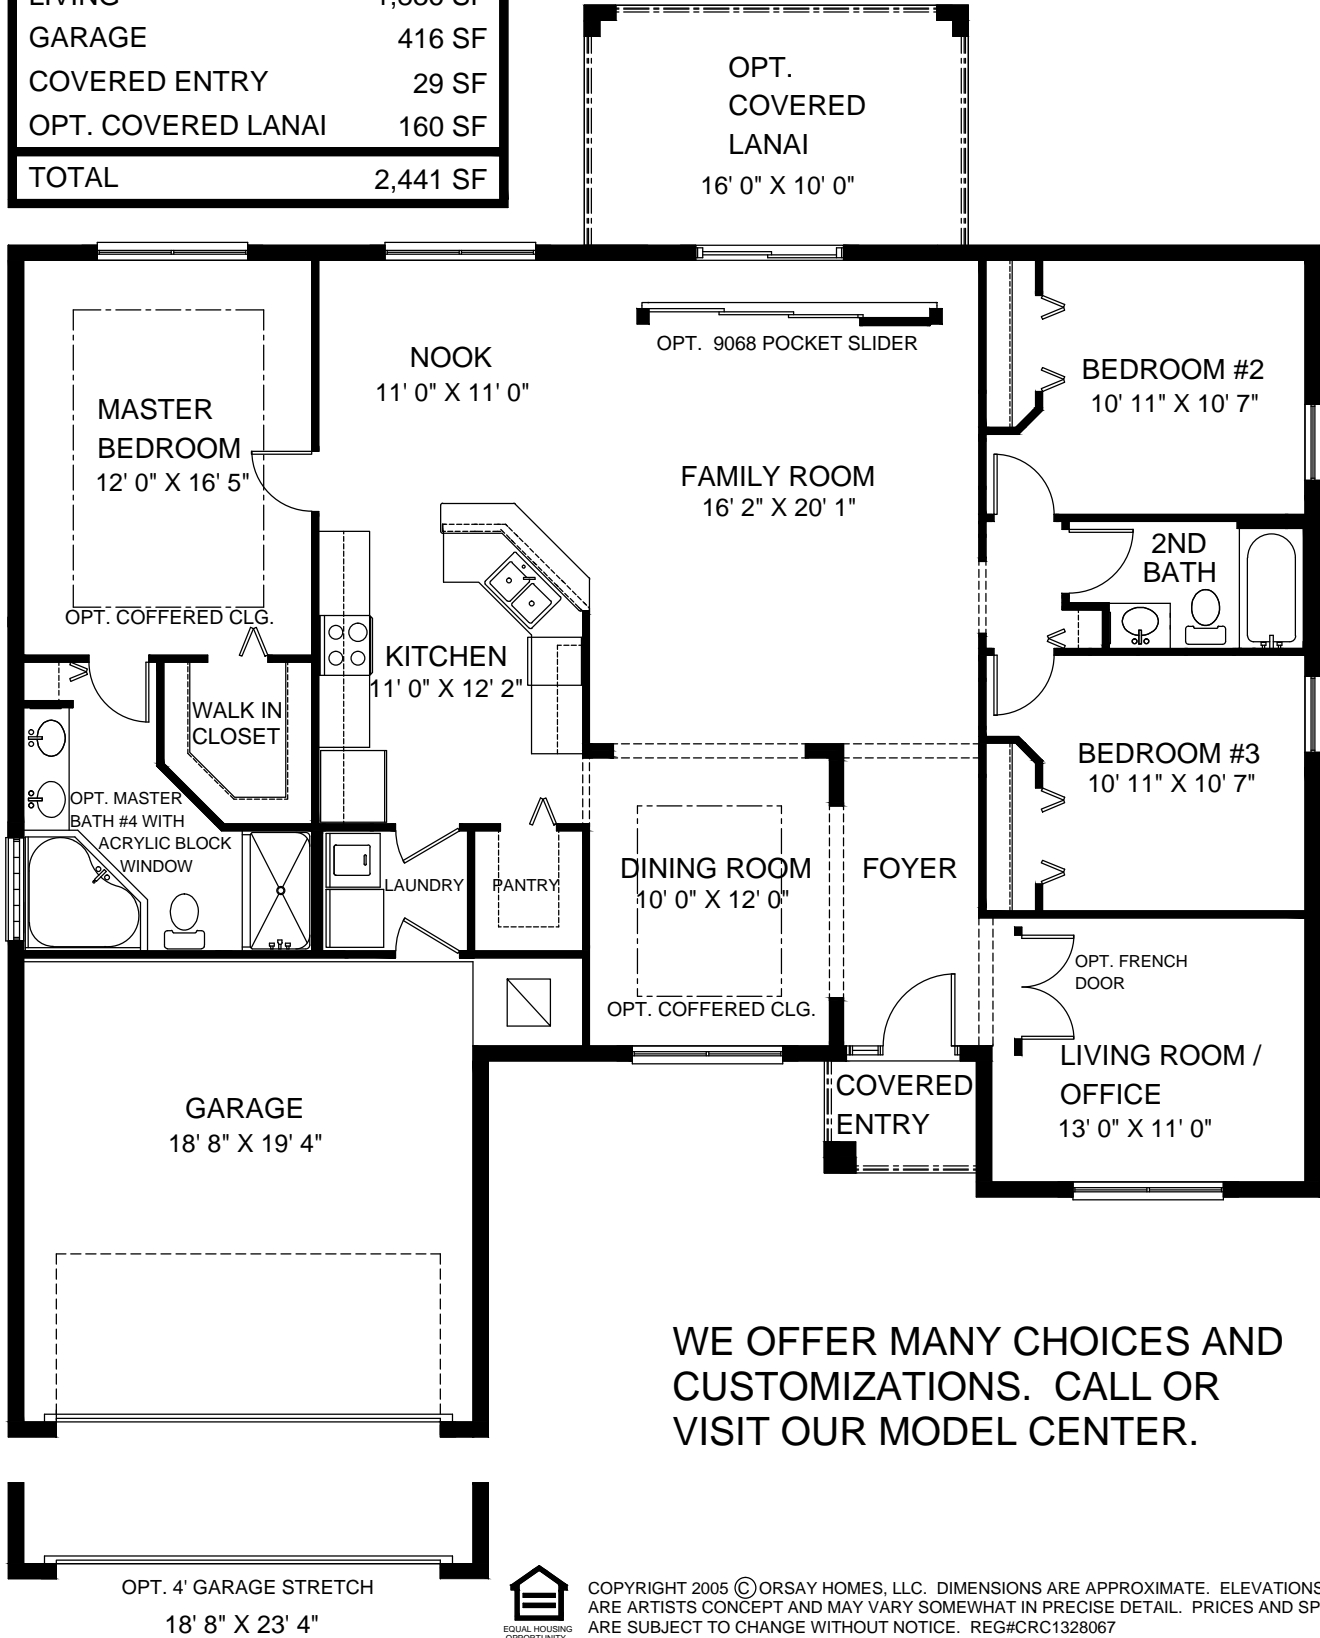 LIVING
GARAGE 416 SF
COVERED ENTRY 29 SF
OPT. COVERED LANAI 160 SF
TOTAL 2,441 SF
OPT.
COVERED
LANAI
16' 0" X 10' 0"
OPT. 9068 POCKET SLIDER
NOOK
11' 0" X 11' 0"
BEDROOM #2
10' 11" X 10' 7"
MASTER
BEDROOM
12' 0" X 16' 5"
FAMILY ROOM
16' 2" X 20' 1"
2ND
BATH
OPT. COFFERED CLG.
KITCHEN
11' 0" X 12' 2"
WALK IN
CLOSET
BEDROOM #3
10' 11" X 10' 7"
OPT. MASTER
BATH #4 WITH
ACRYLIC BLOCK
WINDOW
LAUNDRY
PANTRY
DINING ROOM
10' 0" X 12' 0"
FOYER
OPT. FRENCH
DOOR
OPT. COFFERED CLG.
LIVING ROOM /
OFFICE
13' 0" X 11' 0"
COVERED
ENTRY
GARAGE
18' 8" X 19' 4"
WE OFFER MANY CHOICES AND
CUSTOMIZATIONS. CALL OR
VISIT OUR MODEL CENTER.
OPT. 4' GARAGE STRETCH
18' 8" X 23' 4"
EQUAL HOUSING
OPPORTUNITY
COPYRIGHT 2005 © ORSAY HOMES, LLC. DIMENSIONS ARE APPROXIMATE. ELEVATIONS
ARE ARTISTS CONCEPT AND MAY VARY SOMEWHAT IN PRECISE DETAIL. PRICES AND SP
ARE SUBJECT TO CHANGE WITHOUT NOTICE. REG#CRC1328067